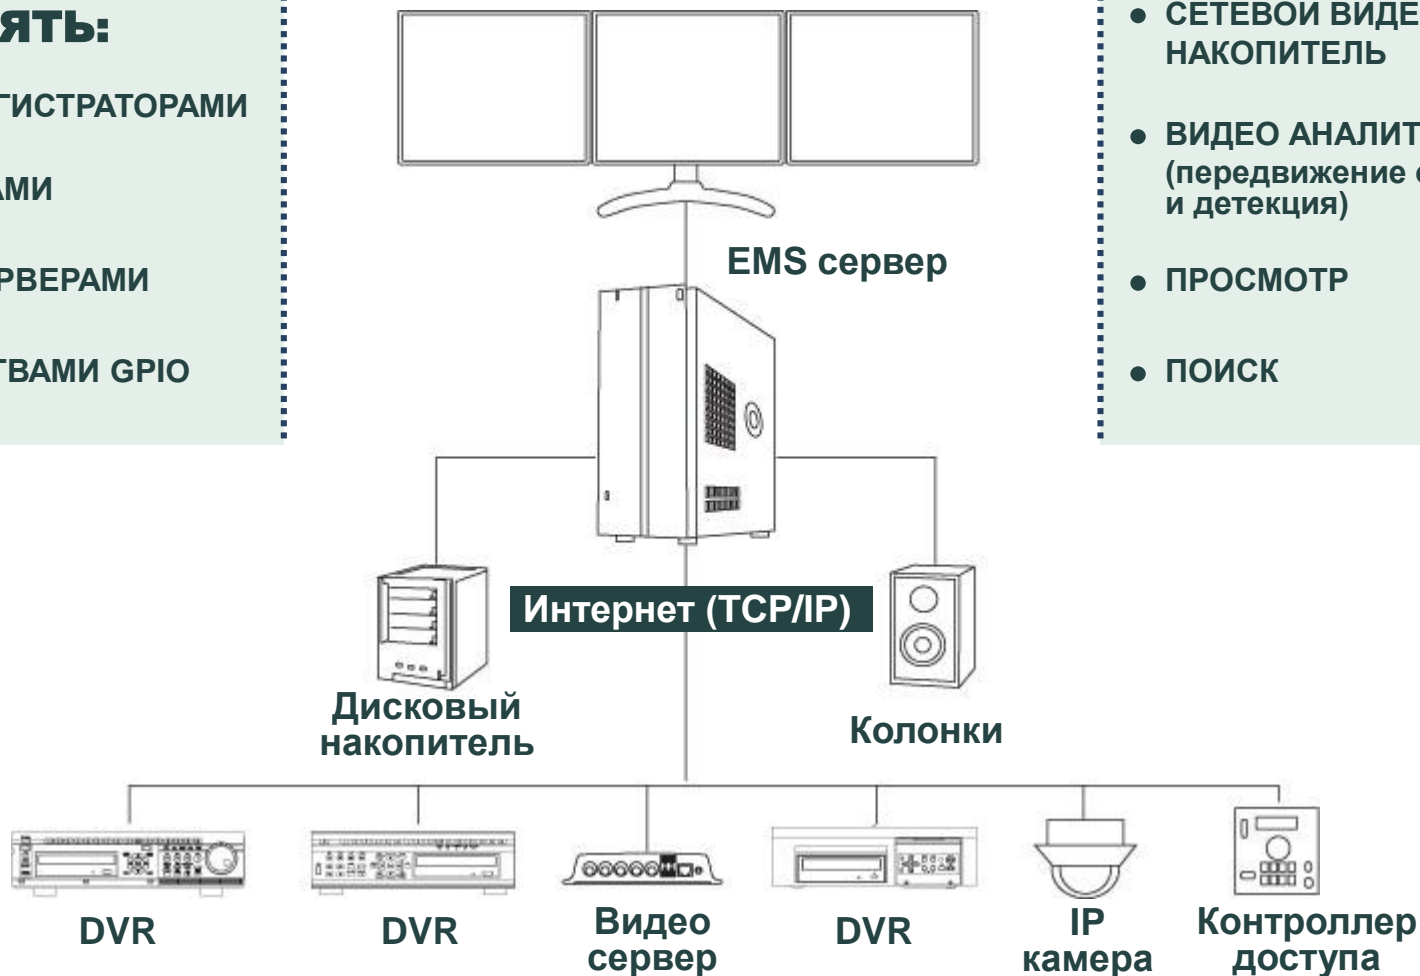 ЯТЬ:
ГИСТРАТОРАМИ
АМИ
РВЕРАМИ
ТВАМИ GPIO
EMS сервер
СЕТЕВОЙ ВИДЕ
НАКОПИТЕЛЬ
ВИДЕО АНАЛИТ
(передвижение
и детекция)
ПРОСМОТР
ПОИСК
Интернет (TCP/IP)
Дисковый
накопитель
Колонки
DVR
DVR
Видео
сервер
DVR
IP
камера
Контроллер
доступа